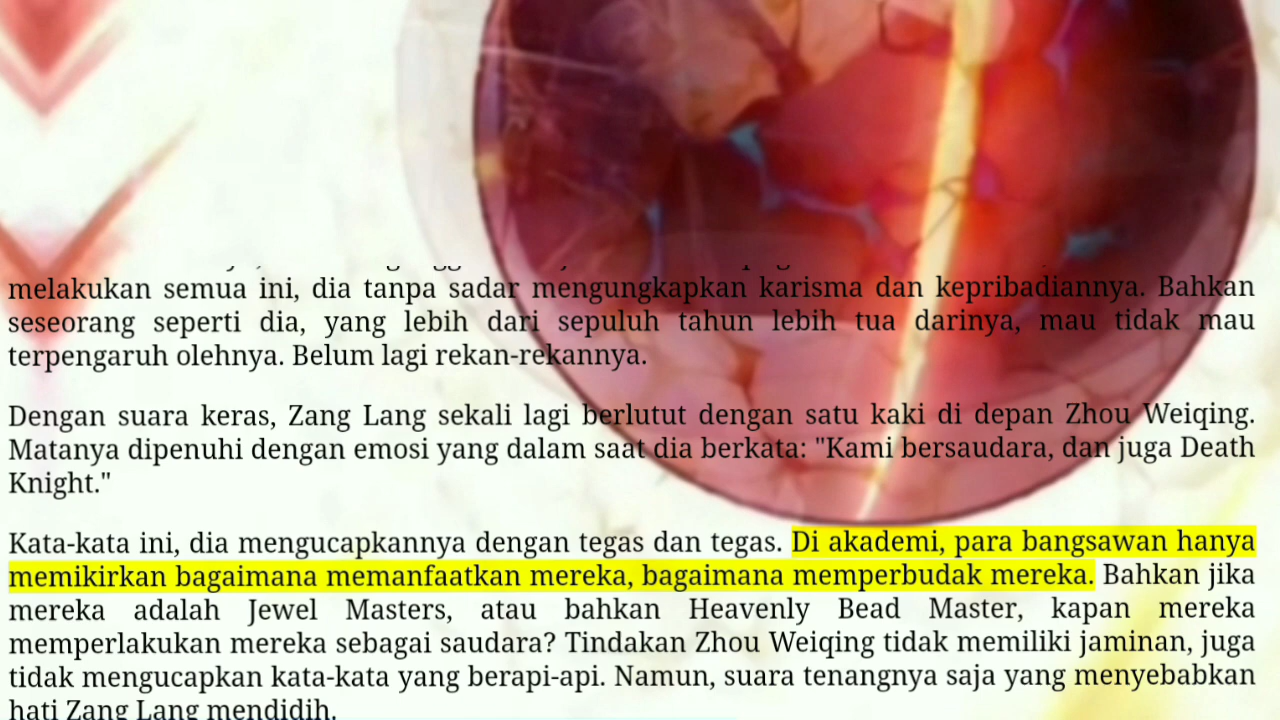 melakukan semua ini, dia tanpa sadar mengungkapkan karisma dan kepribadiannya. Bahkan
seseorang seperti dia, yang lebih dari sepuluh tahun lebih tua darinya, mau tidak mau
terpengaruh olehnya. Belum lagi rekan-rekannya.
Dengan suara keras, Zang Lang sekali lagi berlutut dengan satu kaki di depan Zhou Weiqing.
Matanya dipenuhi dengan emosi yang dalam saat dia berkata: "Kami bersaudara, dan juga Death
Knight."
Kata-kata ini, dia mengucapkannya dengan tegas dan tegas. Di akademi, para bangsawan hanya
memikirkan bagaimana memanfaatkan mereka, bagaimana memperbudak mereka. Bahkan jika
mereka adalah Jewel Masters, atau bahkan Heavenly Bead Master, kapan mereka
memperlakukan mereka sebagai saudara? Tindakan Zhou Weiqing tidak memiliki jaminan, juga
tidak mengucapkan kata-kata yang berapi-api. Namun, suara tenangnya saja yang menyebabkan
hati Zang Lang mendidih.